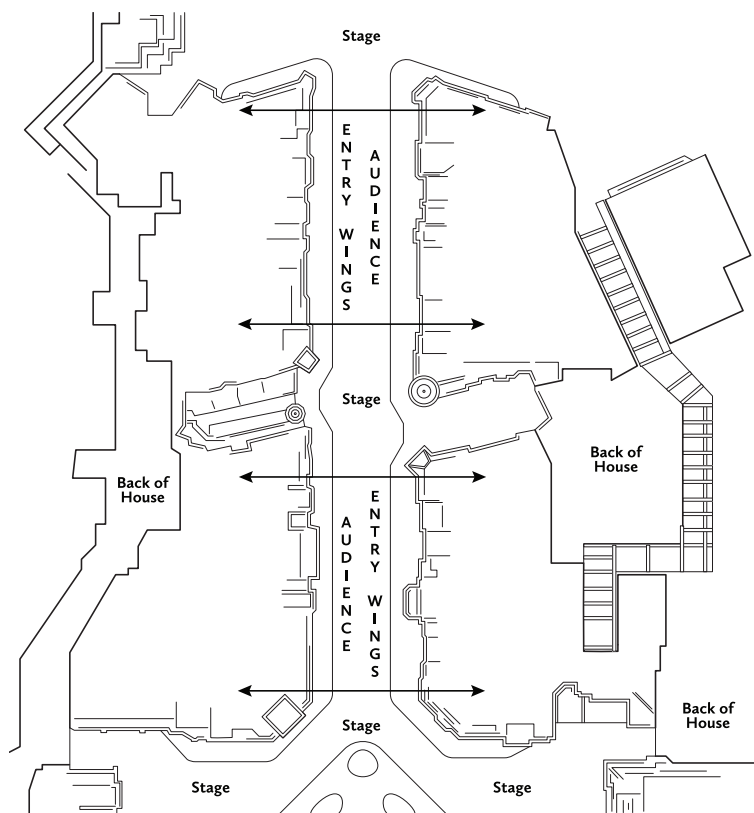 Stage
ENTRY WINGS
AUDIENCE
Stage
Back of
House
Back of
House
AUDIENCE
ENTRY WINGS
Stage
Back of
House
Stage
Stage